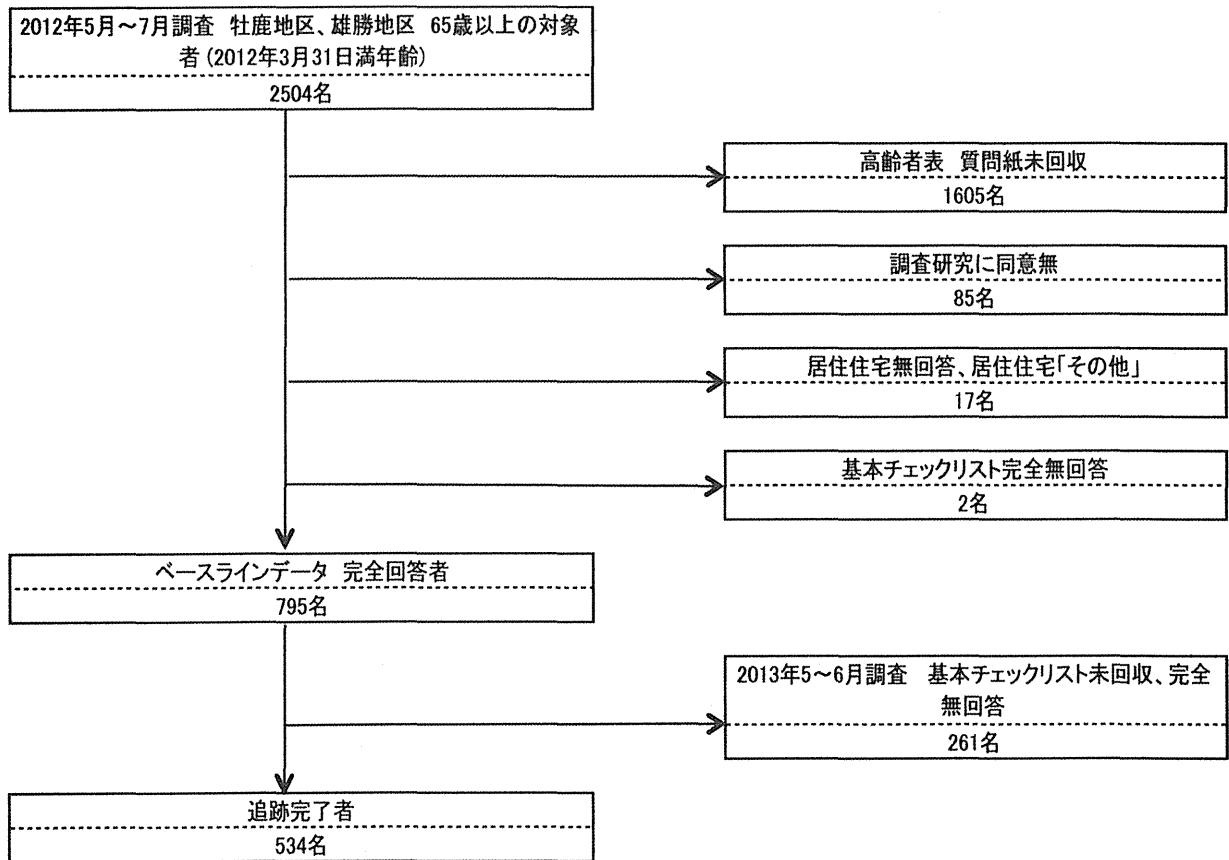 2012年5月～7月調査　牡鹿地区、雄勝地区　65歳以上の対象
者(2012年3月31日満年齢)
2504名
高齢者表　質問紙未回収
1605名
調査研究に同意無
85名
居住住宅無回答、居住住宅「その他」
17名
基本チェックリスト完全無回答
2名
ベースラインデータ　完全回答者
795名
2013年5～6月調査　基本チェックリスト未回収、完全
無回答
261名
追跡完了者
534名